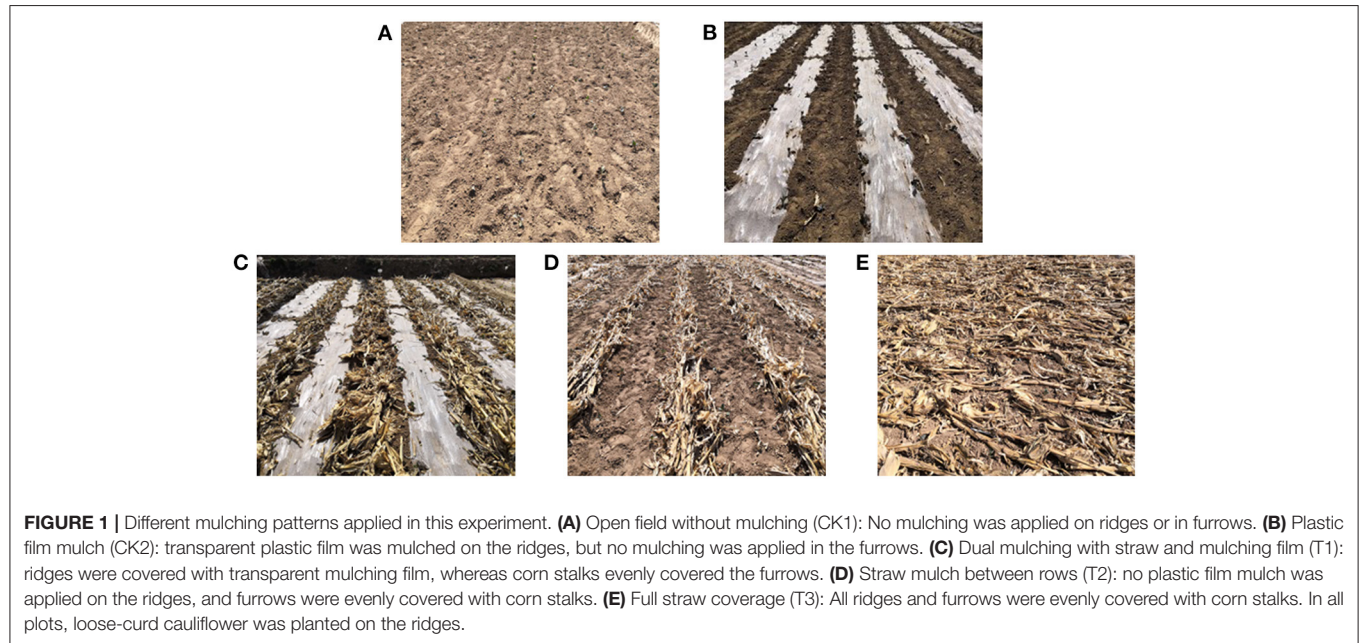 A
B
C
D
E
FIGURE 1 | Different mulching patterns applied in this experiment. (A) Open field without mulching (CK1): No mulching was applied on ridges or in furrows. (B) Plastic
film mulch (CK2): transparent plastic film was mulched on the ridges, but no mulching was applied in the furrows. (C) Dual mulching with straw and mulching film (T1):
ridges were covered with transparent mulching film, whereas corn stalks evenly covered the furrows. (D) Straw mulch between rows (T2): no plastic film mulch was
applied on the ridges, and furrows were evenly covered with corn stalks. (E) Full straw coverage (T3): All ridges and furrows were evenly covered with corn stalks. In all
plots, loose-curd cauliflower was planted on the ridges.